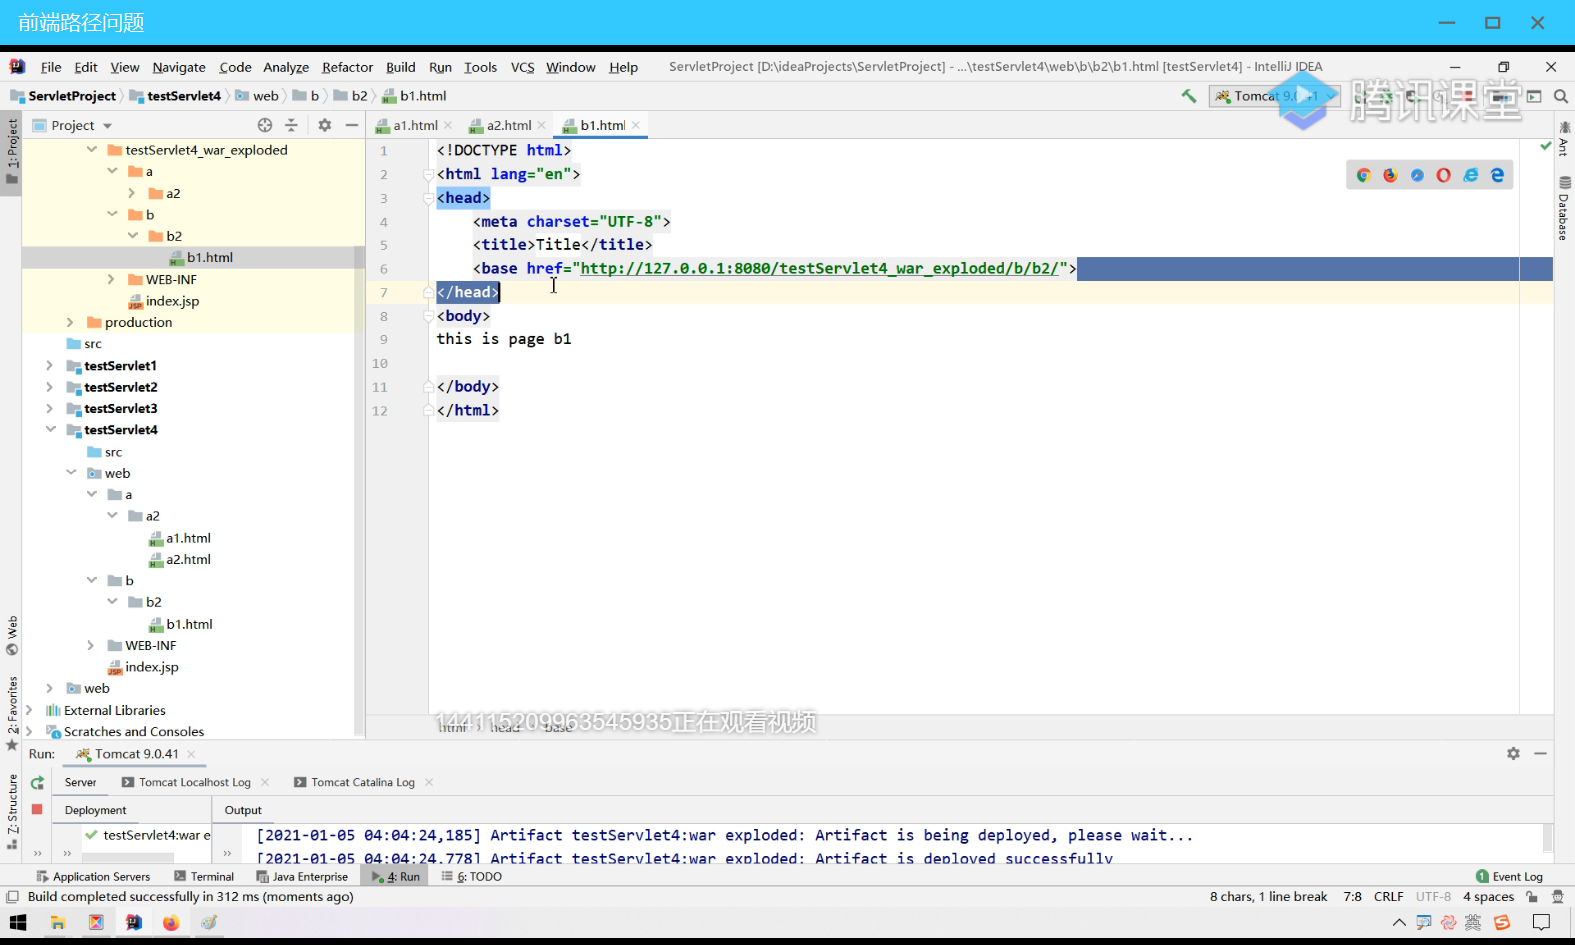 前端路径问题
File Edit View Navigate Code Analyze Refactor Build Run Tools VCS Window Help ServletProject [D:\ideaProjects\ServletProject] - ...\testServlet4\web\b\b2\b1.html [testServlet4] - IntelliJ IDEA
ServletProject testServlet4 web b b2 b1.html Tomcat 9.0.41
腾讯课堂
Project
a1.html a2.html b1.html
1: Project
Ant
Database
Web
2: Favorites
7: Structure
testServlet4_war_exploded
a
a2
b
b2
b1.html
WEB-INF
index.jsp
production
src
testServlet1
testServlet2
testServlet3
testServlet4
src
web
a
a2
a1.html
a2.html
b
b2
b1.html
WEB-INF
index.jsp
web
External Libraries
Scratches and Consoles
1 <!DOCTYPE html>
2 <html lang="en">
3 <head>
4 <meta charset="UTF-8">
5 <title>Title</title>
6 <base href="http://127.0.0.1:8080/testServlet4_war_exploded/b/b2/">
7 </head>
8 <body>
9 this is page b1
10
11 </body>
12 </html>
144115209963545935正在观看视频
html head base
Run: Tomcat 9.0.41
Server Tomcat Localhost Log Tomcat Catalina Log
Deployment Output
testServlet4:war e
[2021-01-05 04:04:24,185] Artifact testServlet4:war exploded: Artifact is being deployed, please wait...
[2021-01-05 04:04:24,778] Artifact testServlet4:war exploded: Artifact is deployed successfully
Application Servers Terminal Java Enterprise 4: Run 6: TODO 1 Event Log
Build completed successfully in 312 ms (moments ago) 8 chars, 1 line break 7:8 CRLF UTF-8 4 spaces
英